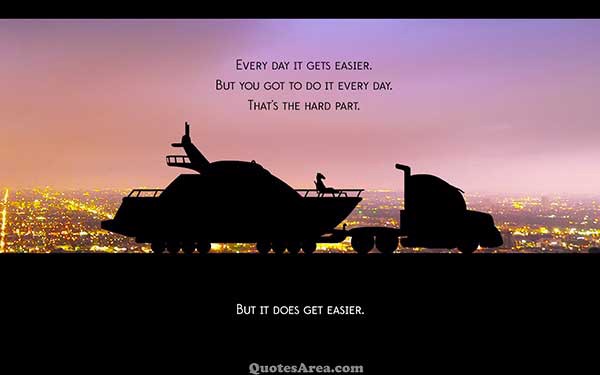 Every day it gets easier.
But you got to do it every day.
That's the hard part.
But it does get easier.
QuotesArea.com